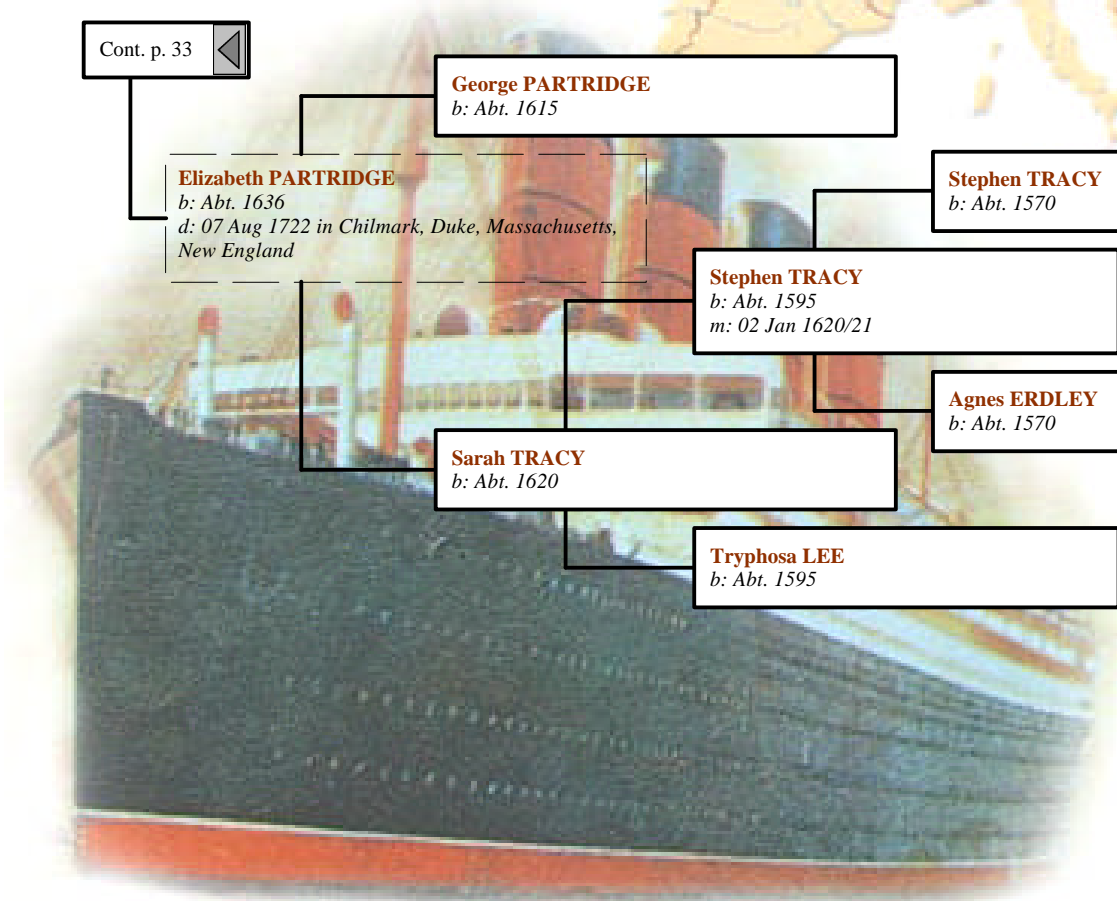 Cont. p. 33
George PARTRIDGE
b: Abt. 1615
Elizabeth PARTRIDGE
b: Abt. 1636
d: 07 Aug 1722 in Chilmark, Duke, Massachusetts,
New England
Stephen TRACY
b: Abt. 1570
Stephen TRACY
b: Abt. 1595
m: 02 Jan 1620/21
Agnes ERDLEY
b: Abt. 1570
Sarah TRACY
b: Abt. 1620
Tryphosa LEE
b: Abt. 1595